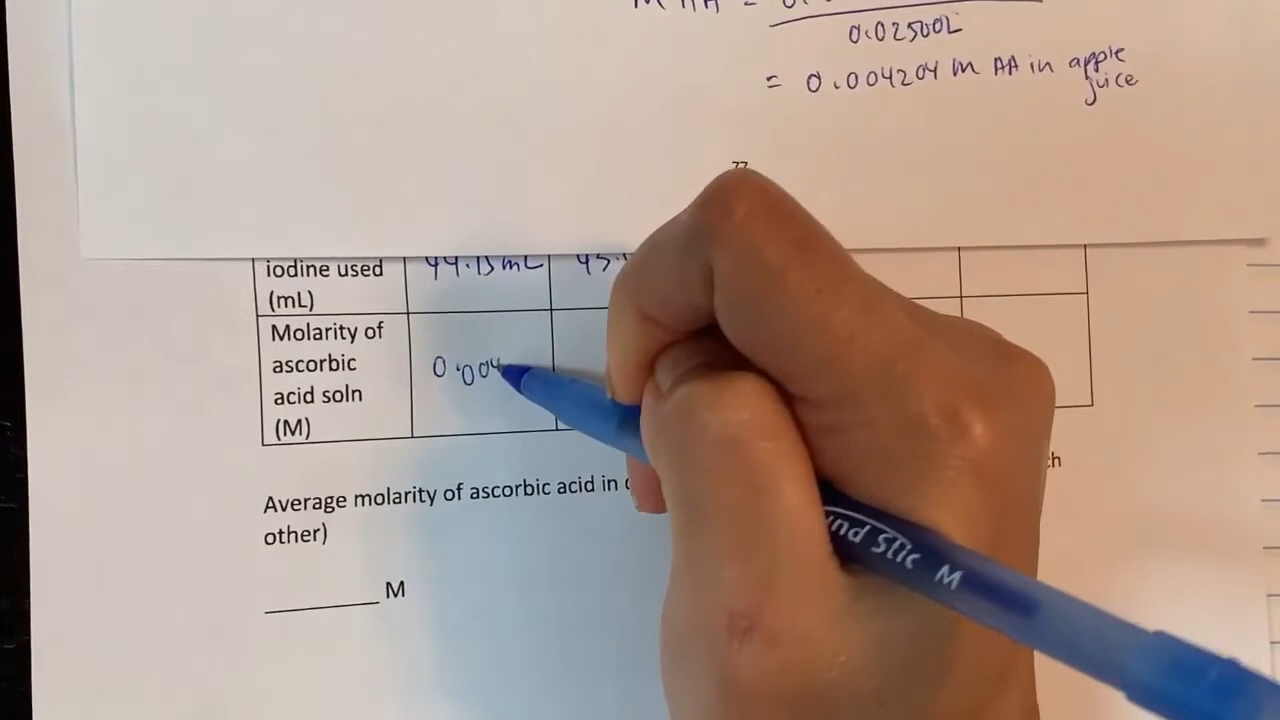 0.02500L
= 0.004204 M AA in apple
juice
77
iodine used
(mL)
44.15mL
Molarity of
ascorbic
acid soln
(M)
0.004
Average molarity of ascorbic acid in
other)
M